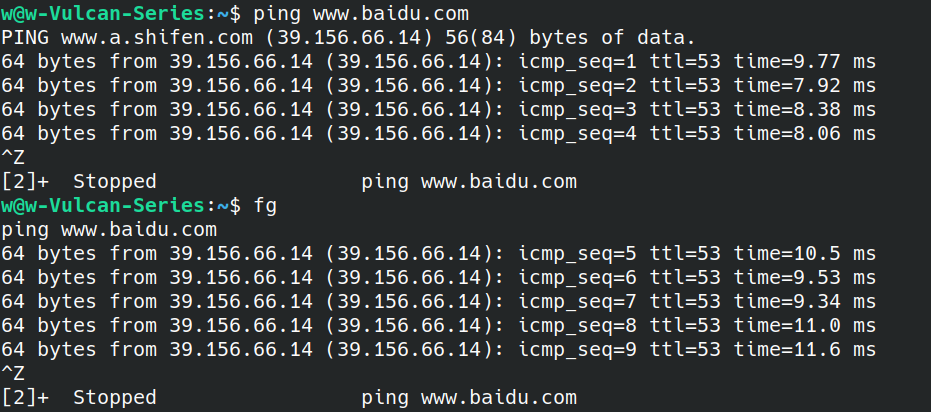 w@w-Vulcan-Series:~$ ping www.baidu.com
PING www.a.shifen.com (39.156.66.14) 56(84) bytes of data.
64 bytes from 39.156.66.14 (39.156.66.14): icmp_seq=1 ttl=53 time=9.77 ms
64 bytes from 39.156.66.14 (39.156.66.14): icmp_seq=2 ttl=53 time=7.92 ms
64 bytes from 39.156.66.14 (39.156.66.14): icmp_seq=3 ttl=53 time=8.38 ms
64 bytes from 39.156.66.14 (39.156.66.14): icmp_seq=4 ttl=53 time=8.06 ms
^Z
[2]+  Stopped                 ping www.baidu.com
w@w-Vulcan-Series:~$ fg
ping www.baidu.com
64 bytes from 39.156.66.14 (39.156.66.14): icmp_seq=5 ttl=53 time=10.5 ms
64 bytes from 39.156.66.14 (39.156.66.14): icmp_seq=6 ttl=53 time=9.53 ms
64 bytes from 39.156.66.14 (39.156.66.14): icmp_seq=7 ttl=53 time=9.34 ms
64 bytes from 39.156.66.14 (39.156.66.14): icmp_seq=8 ttl=53 time=11.0 ms
64 bytes from 39.156.66.14 (39.156.66.14): icmp_seq=9 ttl=53 time=11.6 ms
^Z
[2]+  Stopped                 ping www.baidu.com